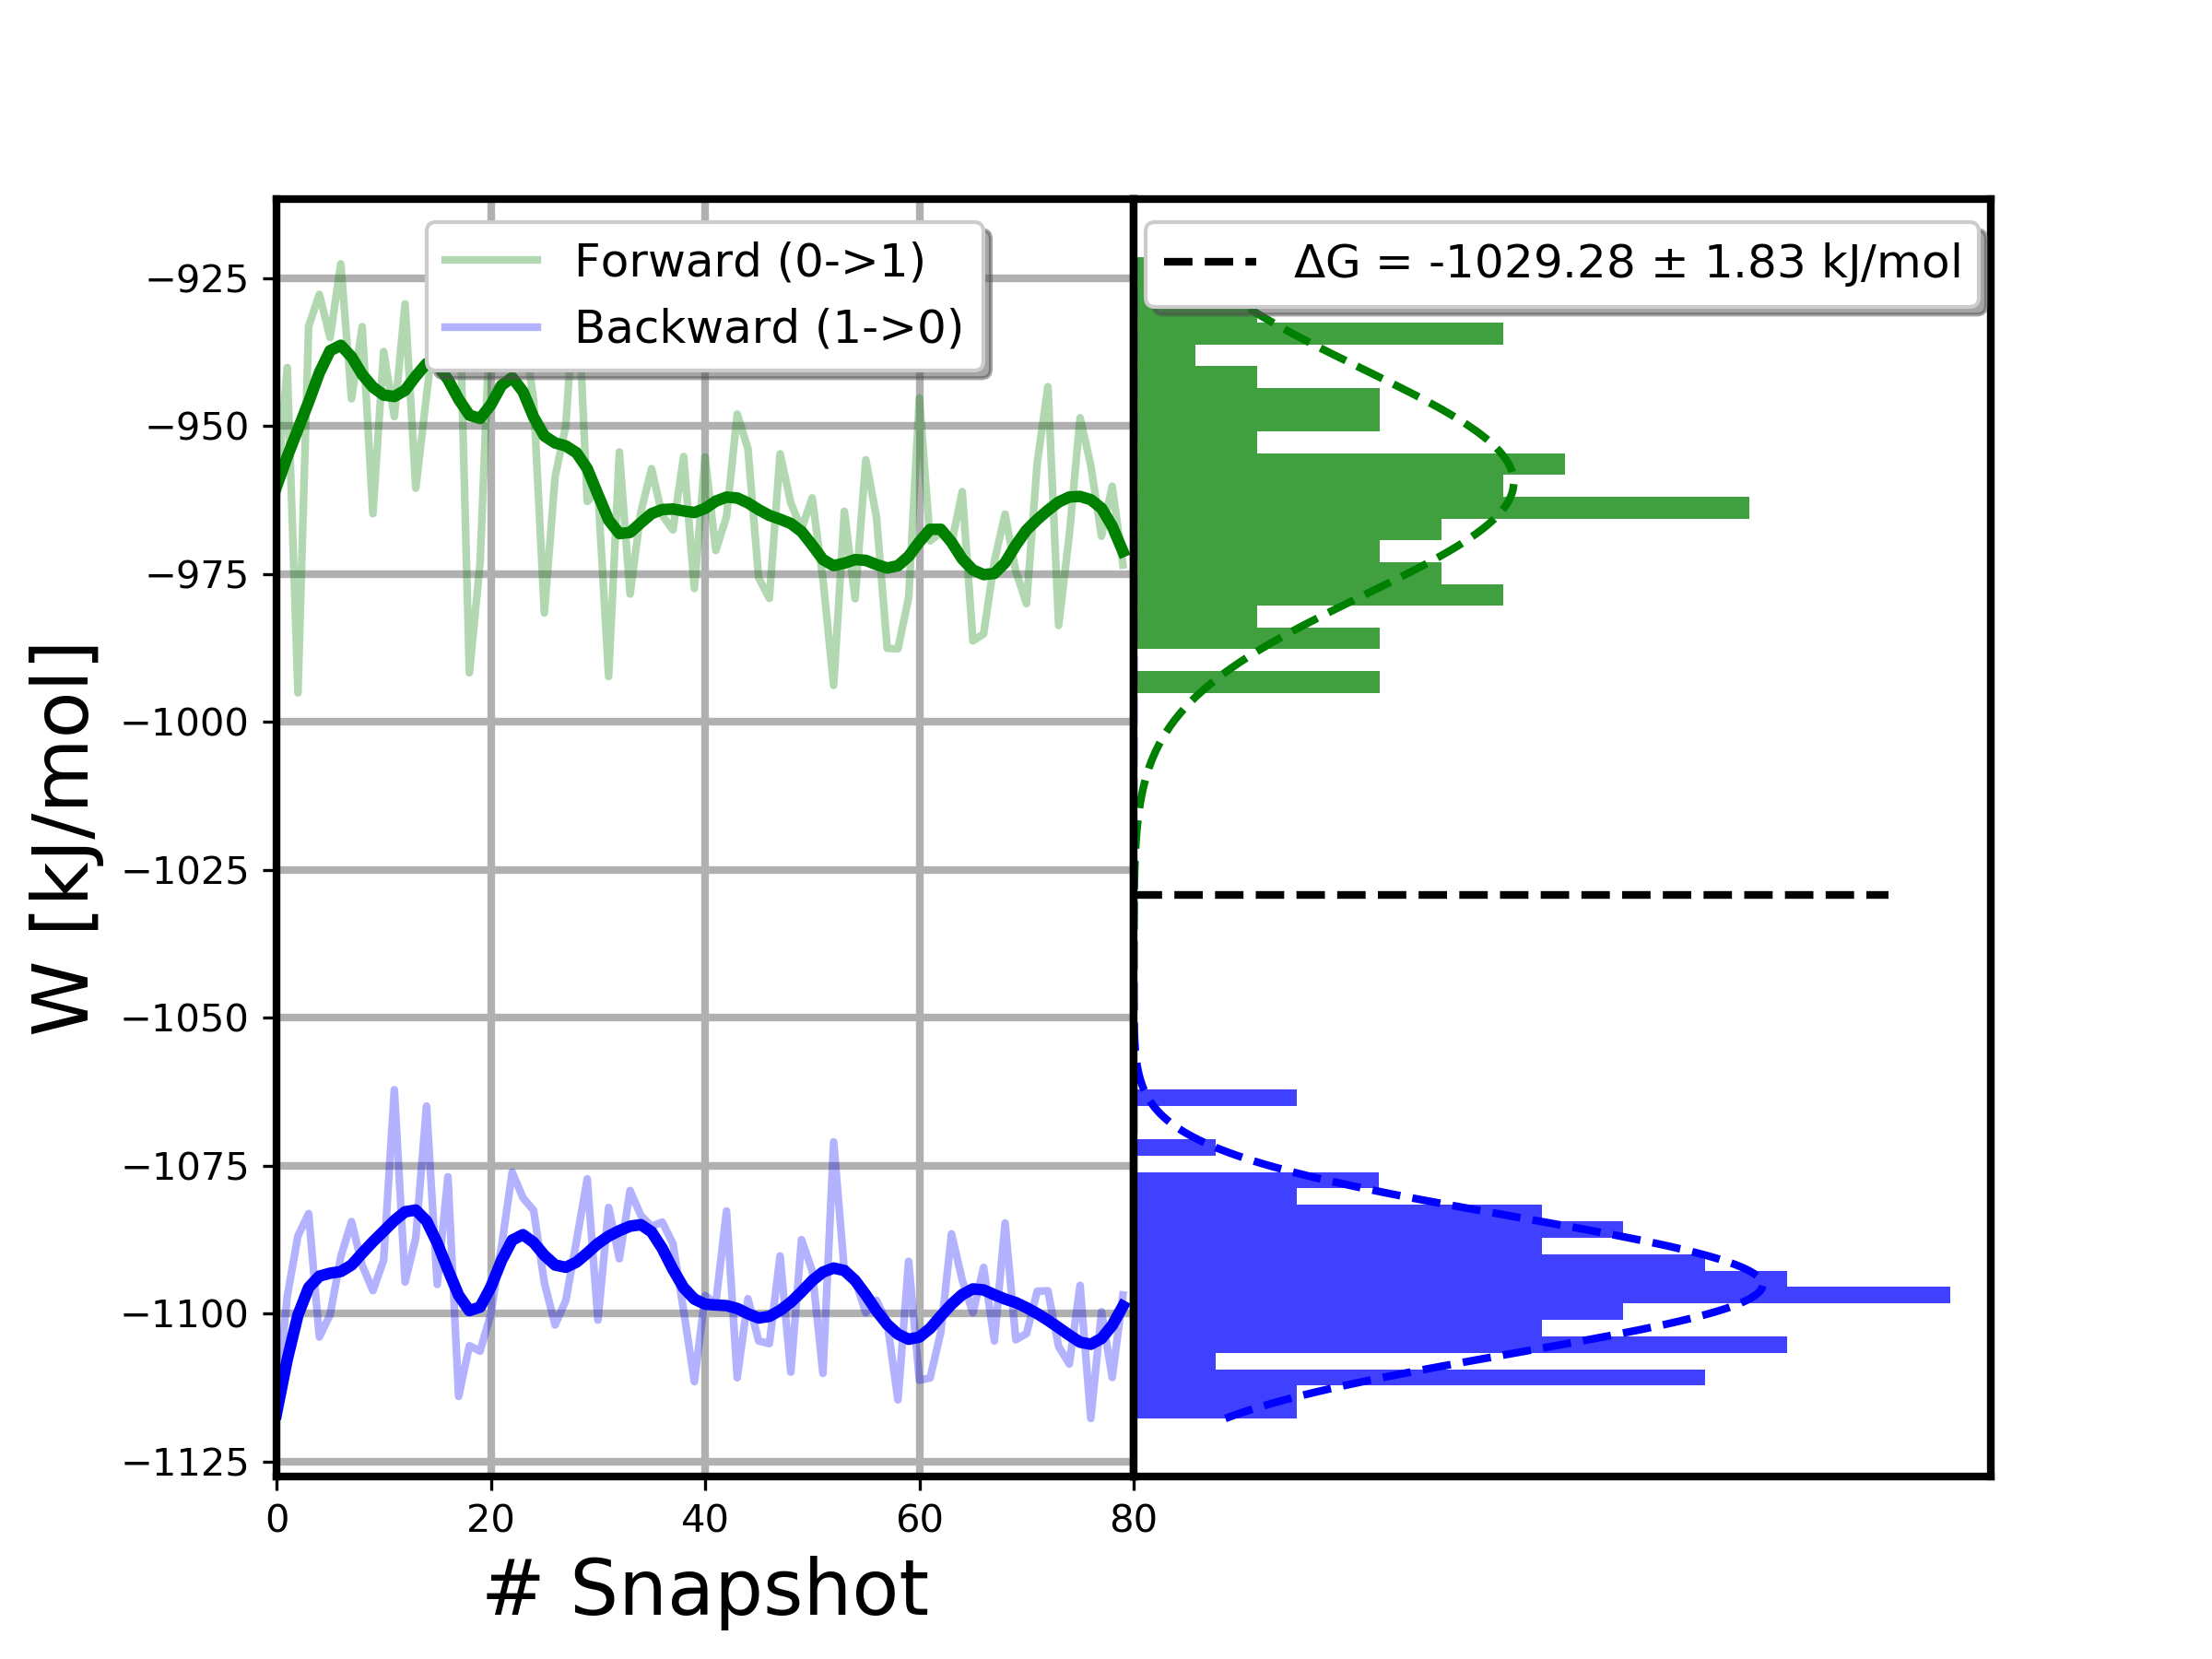 Forward (0->1)
Backward (1->0)
ΔG = -1029.28 ± 1.83 kJ/mol
W [kJ/mol]
−925
−950
−975
−1000
−1025
−1050
−1075
−1100
−1125
0 20 40 60 80
# Snapshot